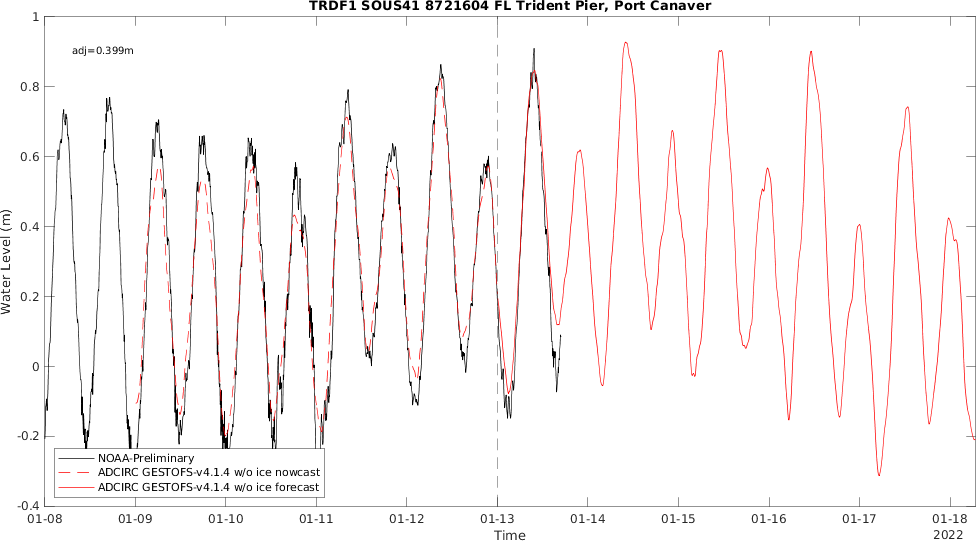 TRDF1 SOUS41 8721604 FL Trident Pier, Port Canaver
adj=0.399m
1
0.8
0.6
0.4
0.2
0
-0.2
-0.4
Water Level (m)
NOAA-Preliminary
ADCIRC GESTOFS-v4.1.4 w/o ice nowcast
ADCIRC GESTOFS-v4.1.4 w/o ice forecast
01-08 01-09 01-10 01-11 01-12 01-13 01-14 01-15 01-16 01-17 01-18
Time
2022